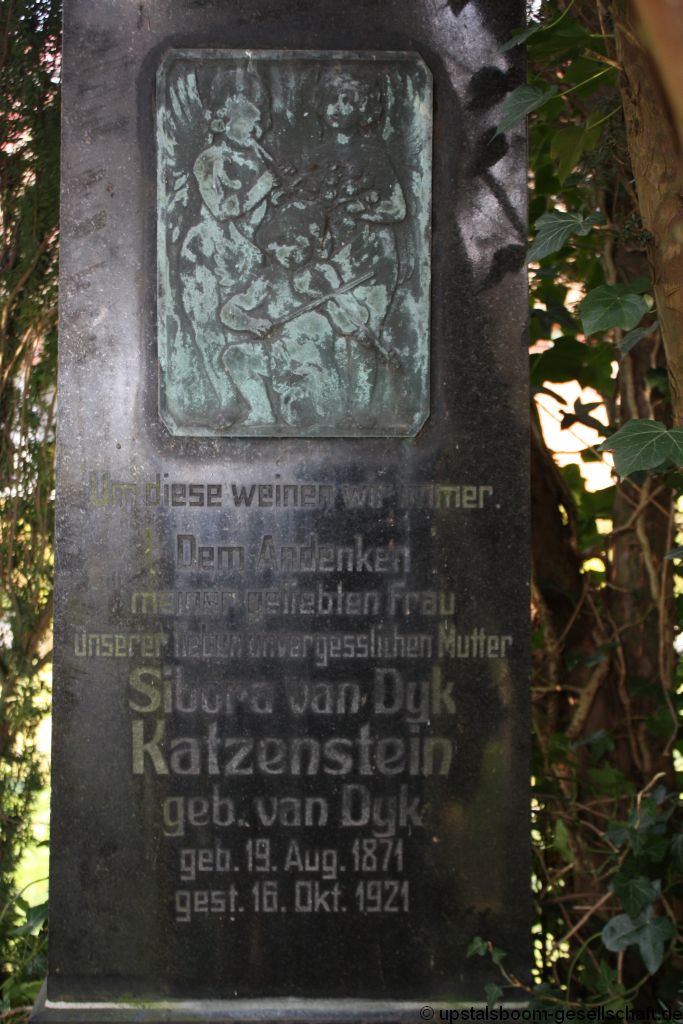 Um diese weinen wir immer.
Dem Andenken
meiner geliebten Frau
unserer lieben unvergesslichen Mutter
Sibora van Dyk
Katzenstein
geb. van Dyk
geb. 19. Aug. 1871
gest. 16. Okt. 1921
© upstalsboom-gesellschaft.de